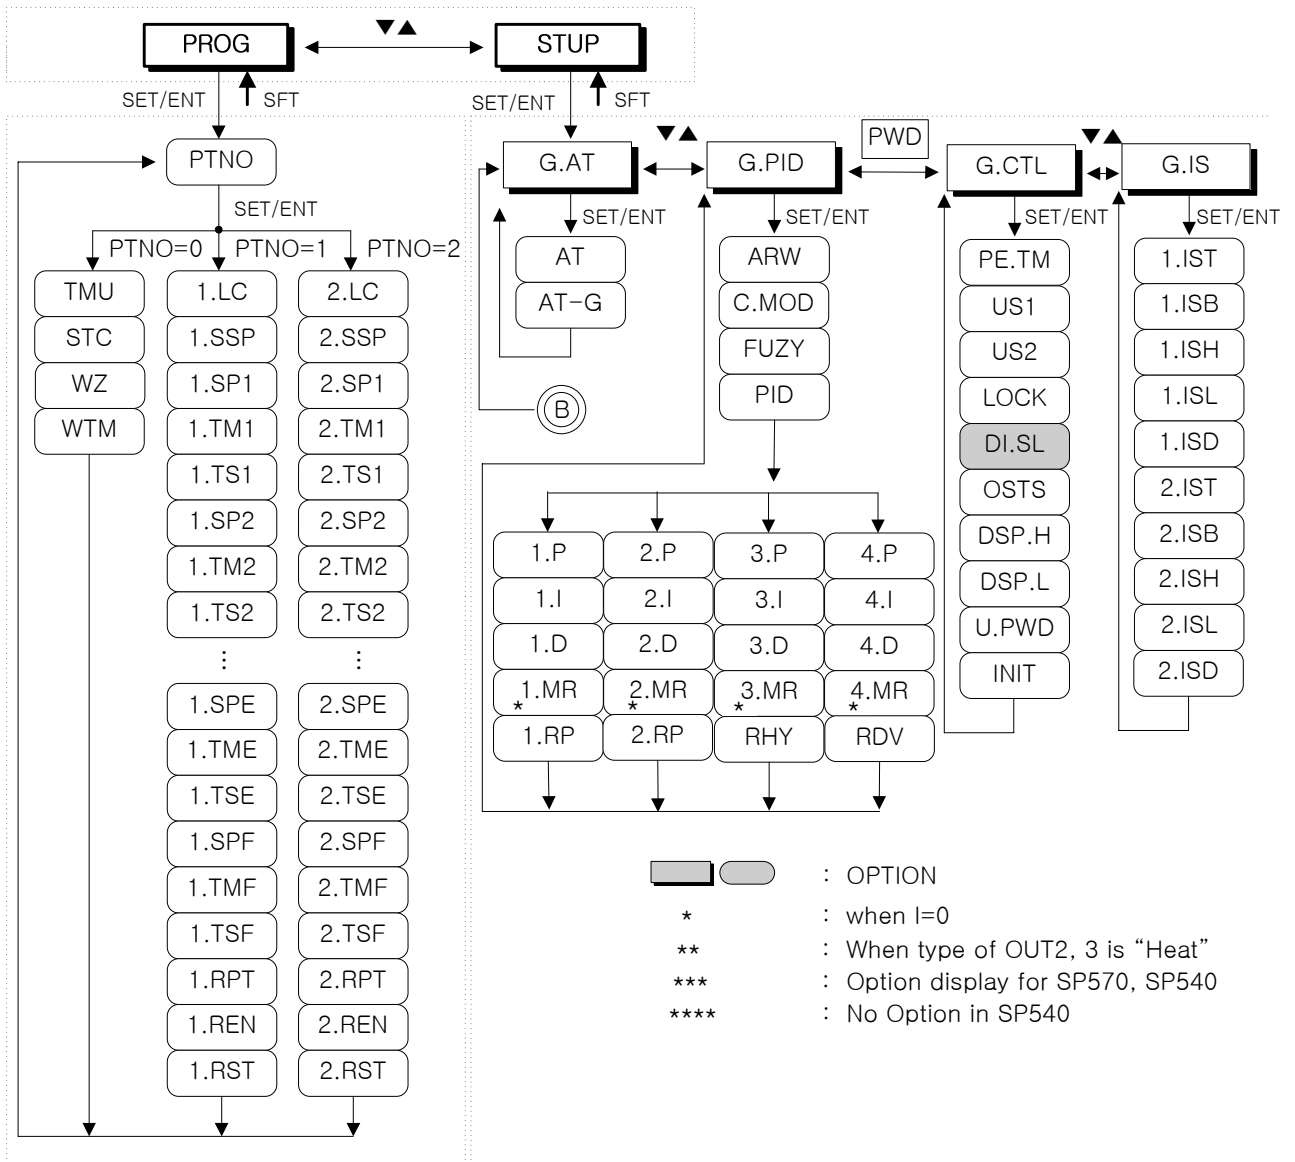 PROG
▼▲
STUP
SET/ENT
SFT
SET/ENT
SFT
PTNO
SET/ENT
PTNO=0
PTNO=1
PTNO=2
TMU
STC
WZ
WTM
1.LC
1.SSP
1.SP1
1.TM1
1.TS1
1.SP2
1.TM2
1.TS2
⋮
1.SPE
1.TME
1.TSE
1.SPF
1.TMF
1.TSF
1.RPT
1.REN
1.RST
2.LC
2.SSP
2.SP1
2.TM1
2.TS1
2.SP2
2.TM2
2.TS2
⋮
2.SPE
2.TME
2.TSE
2.SPF
2.TMF
2.TSF
2.RPT
2.REN
2.RST
G.AT
▼▲
G.PID
PWD
G.CTL
▼▲
G.IS
SET/ENT
AT
AT-G
B
SET/ENT
ARW
C.MOD
FUZY
PID
1.P
1.I
1.D
1.MR
*
1.RP
2.P
2.I
2.D
2.MR
*
2.RP
3.P
3.I
3.D
3.MR
*
RHY
4.P
4.I
4.D
4.MR
*
RDV
SET/ENT
PE.TM
US1
US2
LOCK
DI.SL
OSTS
DSP.H
DSP.L
U.PWD
INIT
SET/ENT
1.IST
1.ISB
1.ISH
1.ISL
1.ISD
2.IST
2.ISB
2.ISH
2.ISL
2.ISD
: OPTION
* : when I=0
** : When type of OUT2, 3 is “Heat”
*** : Option display for SP570, SP540
**** : No Option in SP540